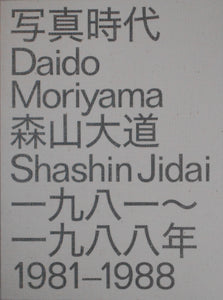 写真時代
Daido
Moriyama
森山大道
Shashin Jidai
一九八一〜
一九八八年
1981–1988